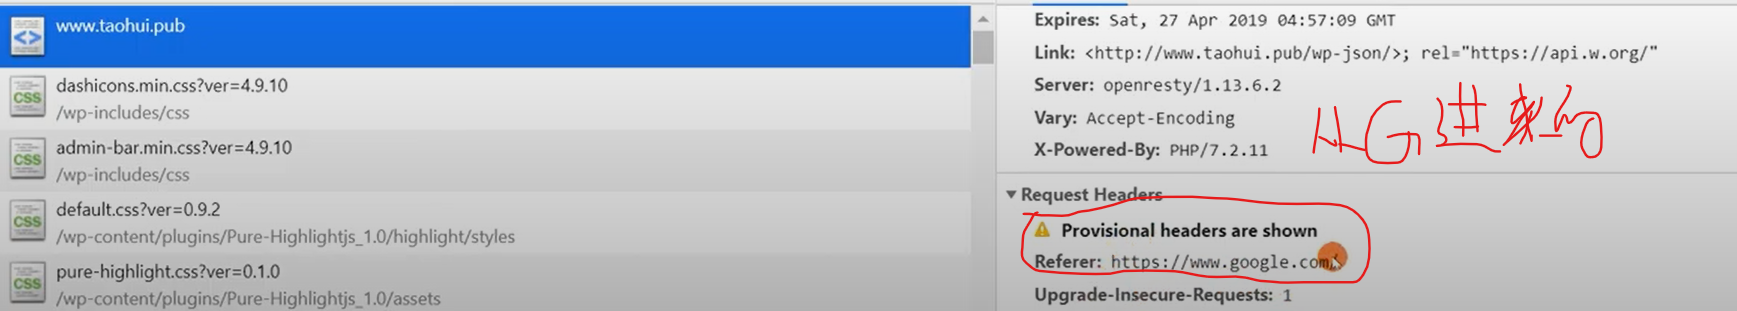 www.taohui.pub
dashicons.min.css?ver=4.9.10
/wp-includes/css
admin-bar.min.css?ver=4.9.10
/wp-includes/css
default.css?ver=0.9.2
/wp-content/plugins/Pure-Highlightjs_1.0/highlight/styles
pure-highlight.css?ver=0.1.0
/wp-content/plugins/Pure-Highlightjs_1.0/assets
Expires: Sat, 27 Apr 2019 04:57:09 GMT
Link: <http://www.taohui.pub/wp-json/>; rel="https://api.w.org/"
Server: openresty/1.13.6.2
Vary: Accept-Encoding
X-Powered-By: PHP/7.2.11
从G进来的
Request Headers
Provisional headers are shown
Referer: https://www.google.com/
Upgrade-Insecure-Requests: 1